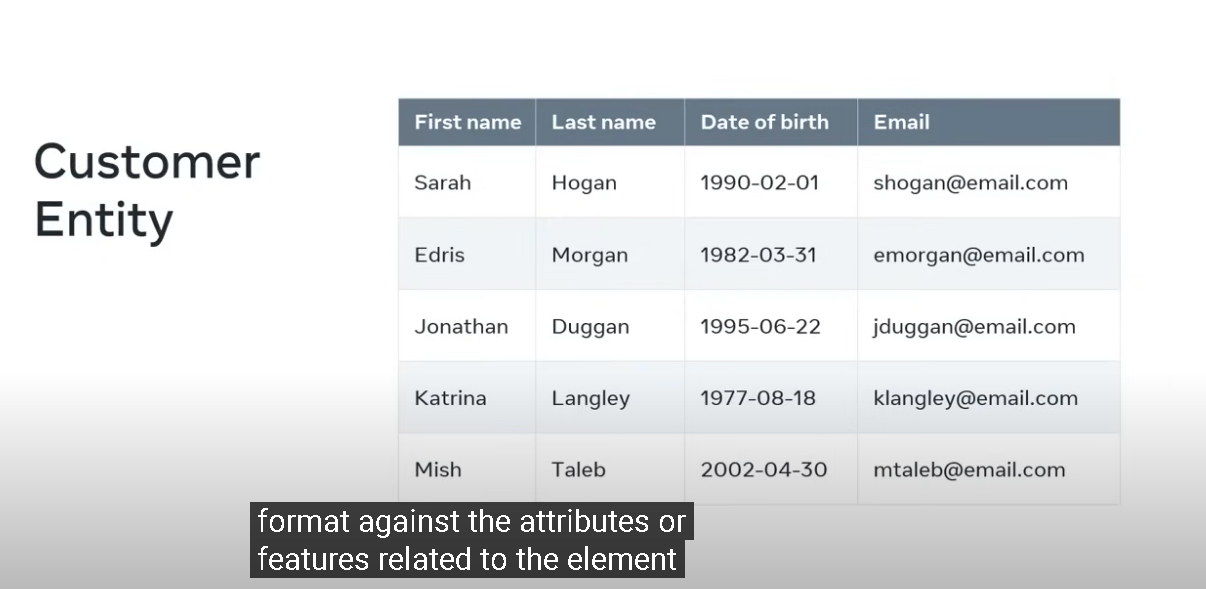 Customer
Entity
First name Last name Date of birth Email
Sarah Hogan 1990-02-01 shogan@email.com
Edris Morgan 1982-03-31 emorgan@email.com
Jonathan Duggan 1995-06-22 jduggan@email.com
Katrina Langley 1977-08-18 klangley@email.com
Mish Taleb 2002-04-30 mtaleb@email.com
format against the attributes or
features related to the element